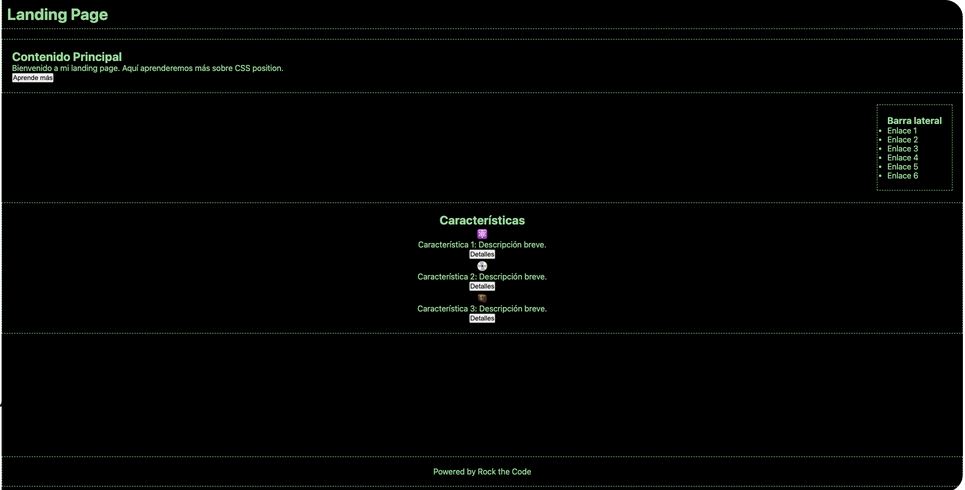 Landing Page
Contenido Principal
Bienvenido a mi landing page. Aquí aprenderemos más sobre CSS position.
Aprende más
Barra lateral
Enlace 1
Enlace 2
Enlace 3
Enlace 4
Enlace 5
Enlace 6
Características
Característica 1: Descripción breve.
Detalles
Característica 2: Descripción breve.
Detalles
Característica 3: Descripción breve.
Detalles
Powered by Rock the Code